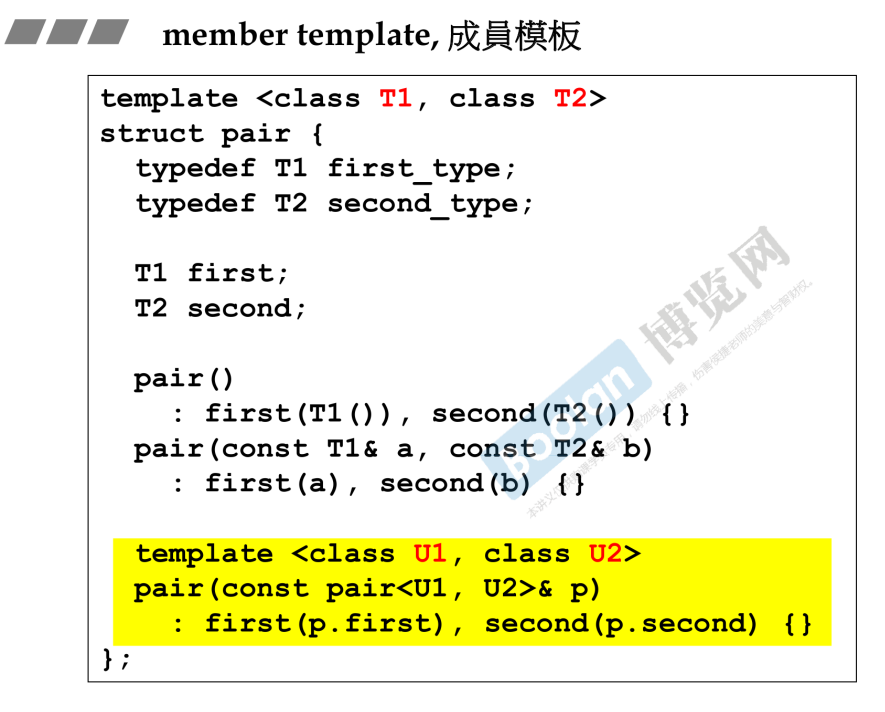 member template, 成員模板
template <class T1, class T2>
struct pair {
typedef T1 first_type;
typedef T2 second_type;
T1 first;
T2 second;
pair()
: first(T1()), second(T2()) {}
pair(const T1& a, const T2& b)
: first(a), second(b) {}
template <class U1, class U2>
pair(const pair<U1, U2>& p)
: first(p.first), second(p.second) {}
};
boolan 博览网